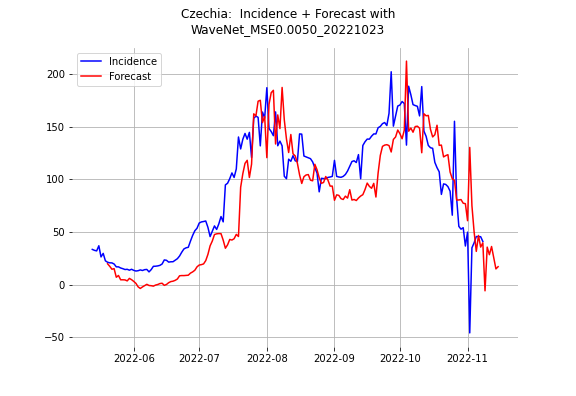 Czechia:  Incidence + Forecast with
WaveNet_MSE0.0050_20221023
Incidence
Forecast
200
150
100
50
0
−50
2022-06 2022-07 2022-08 2022-09 2022-10 2022-11